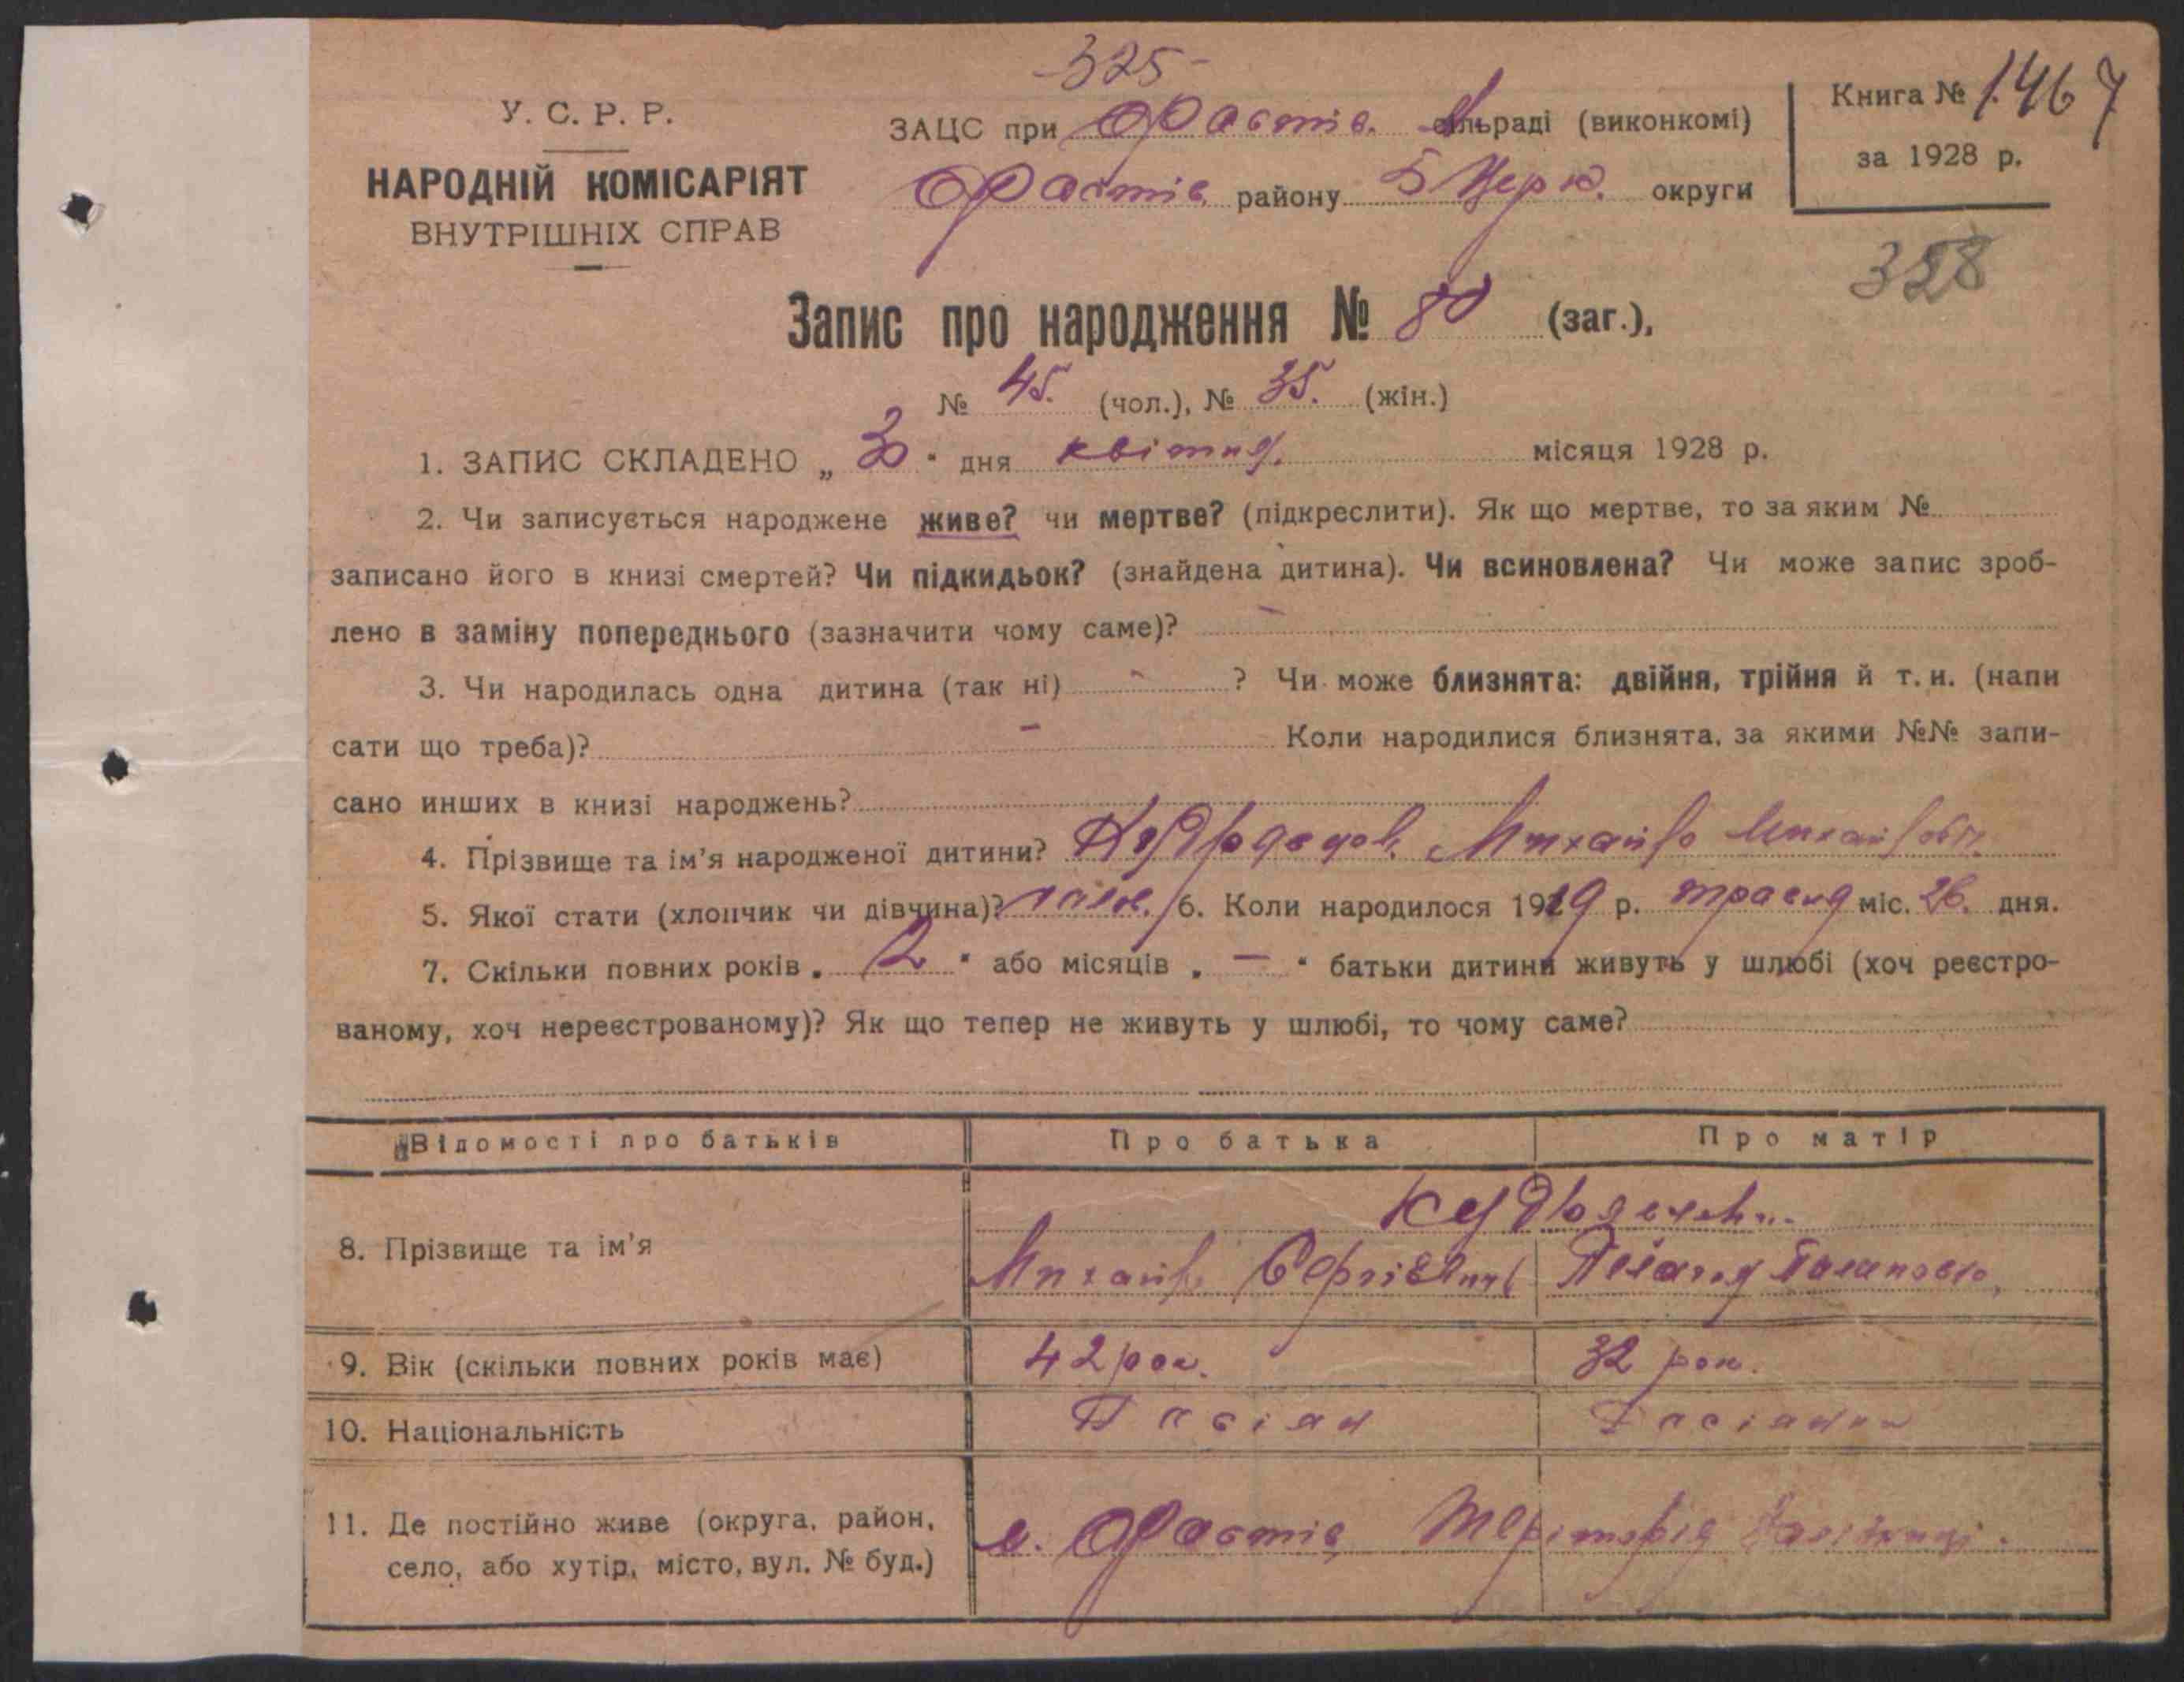 -325-
У. С. Р. Р.
НАРОДНІЙ КОМІСАРІЯТ
ВНУТРІШНІХ СПРАВ
ЗАЦС при Фастів. сільраді (виконкомі)
Фастів. району Б Церк. округи
Книга № 1467
за 1928 р.
328
Запис про народження № 80 (заг.),
№ 45. (чол.), № 35. (жін.)
1. ЗАПИС СКЛАДЕНО „ 30 " дня квітня. місяця 1928 р.
2. Чи записується народжене живе? чи мертве? (підкреслити). Як що мертве, то за яким №
записано його в книзі смертей? Чи підкидьок? (знайдена дитина). Чи всиновлена? Чи може запис зроб-
лено в заміну попереднього (зазначити чому саме)? -
3. Чи народилась одна дитина (так ні) - ? Чи може близнята: двійня, трійня й т. и. (напи
сати що треба)? - Коли народилися близнята, за якими №№ запи-
сано инших в книзі народжень?
4. Прізвище та ім'я народженої дитини? Михайло
5. Якої стати (хлопчик чи дівчина)? 6. Коли народилося 1919 р. травня міс. 26. дня.
7. Скільки повних років „ 12 " або місяців „ — " батьки дитини живуть у шлюбі (хоч реєстро-
ваному, хоч нереєстрованому)? Як що тепер не живуть у шлюбі, то чому саме?
Відомості про батьків Про батька Про матір
8. Прізвище та ім'я
Михайло
9. Вік (скільки повних років має) 42 рок. 32 рок.
10. Національність
11. Де постійно живе (округа, район,
село, або хутір, місто, вул. № буд.)
м. Фастів